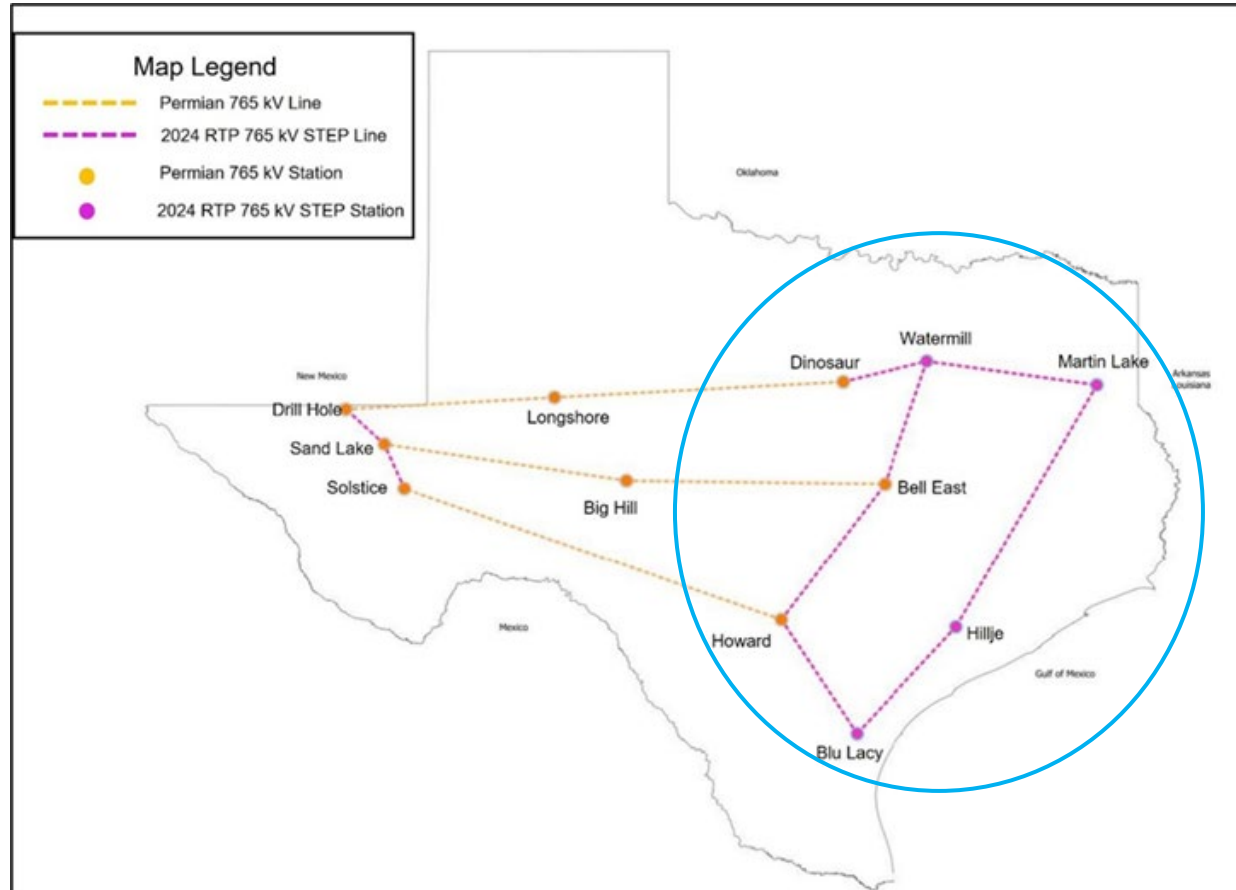 Map Legend
Permian 765 kV Line
2024 RTP 765 kV STEP Line
Permian 765 kV Station
2024 RTP 765 kV STEP Station
Oklahoma
Watermill
Dinosaur
Martin Lake
New Mexico
Arkansas
Louisiana
Drill Hole
Longshore
Sand Lake
Solstice
Big Hill
Bell East
Mexico
Howard
Hillje
Gulf of Mexico
Blu Lacy